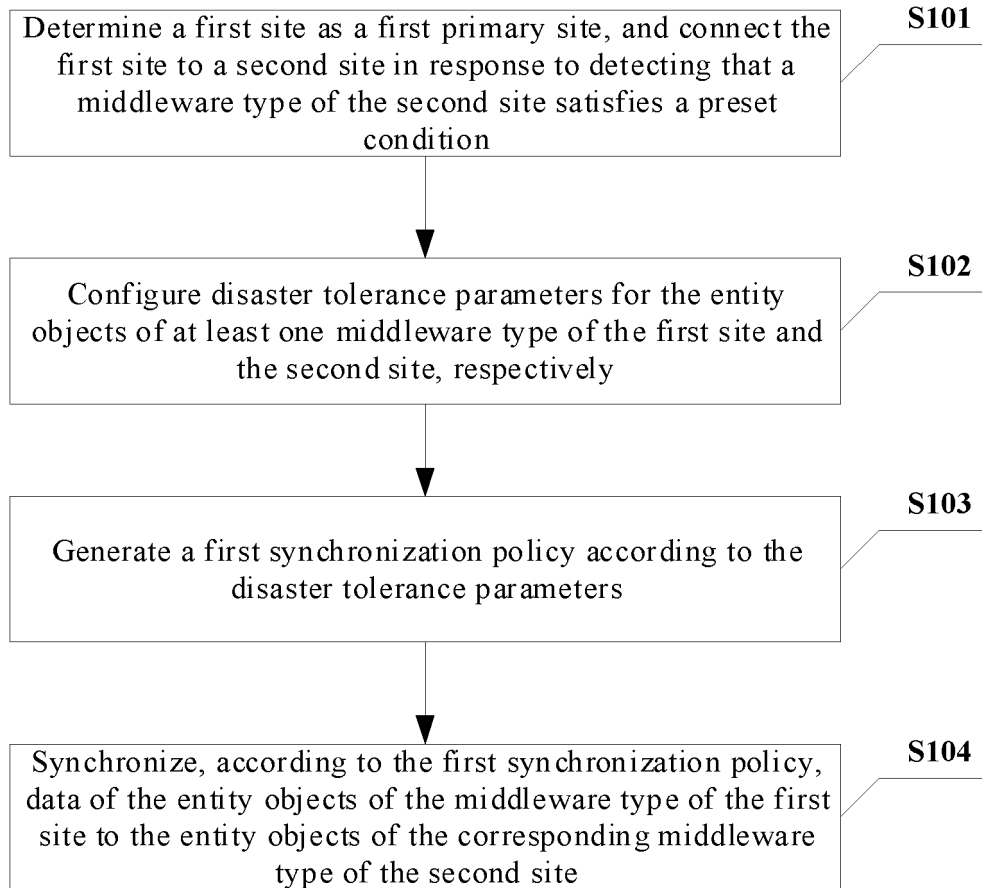 S101
Determine a first site as a first primary site, and connect the
first site to a second site in response to detecting that a
middleware type of the second site satisfies a preset
condition
S102
Configure disaster tolerance parameters for the entity
objects of at least one middleware type of the first site and
the second site, respectively
S103
Generate a first synchronization policy according to the
disaster tolerance parameters
S104
Synchronize, according to the first synchronization policy,
data of the entity objects of the middleware type of the first
site to the entity objects of the corresponding middleware
type of the second site